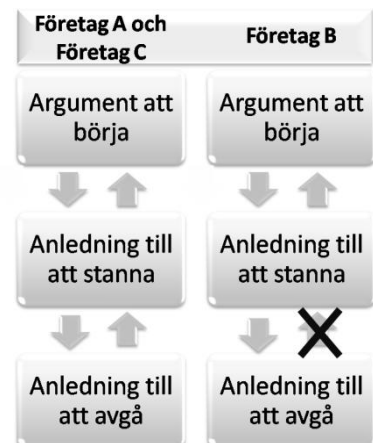 Företag A och
Företag C
Företag B
Argument att
börja
Argument att
börja
Anledning till
att stanna
Anledning till
att stanna
Anledning till
att avgå
Anledning till
att avgå